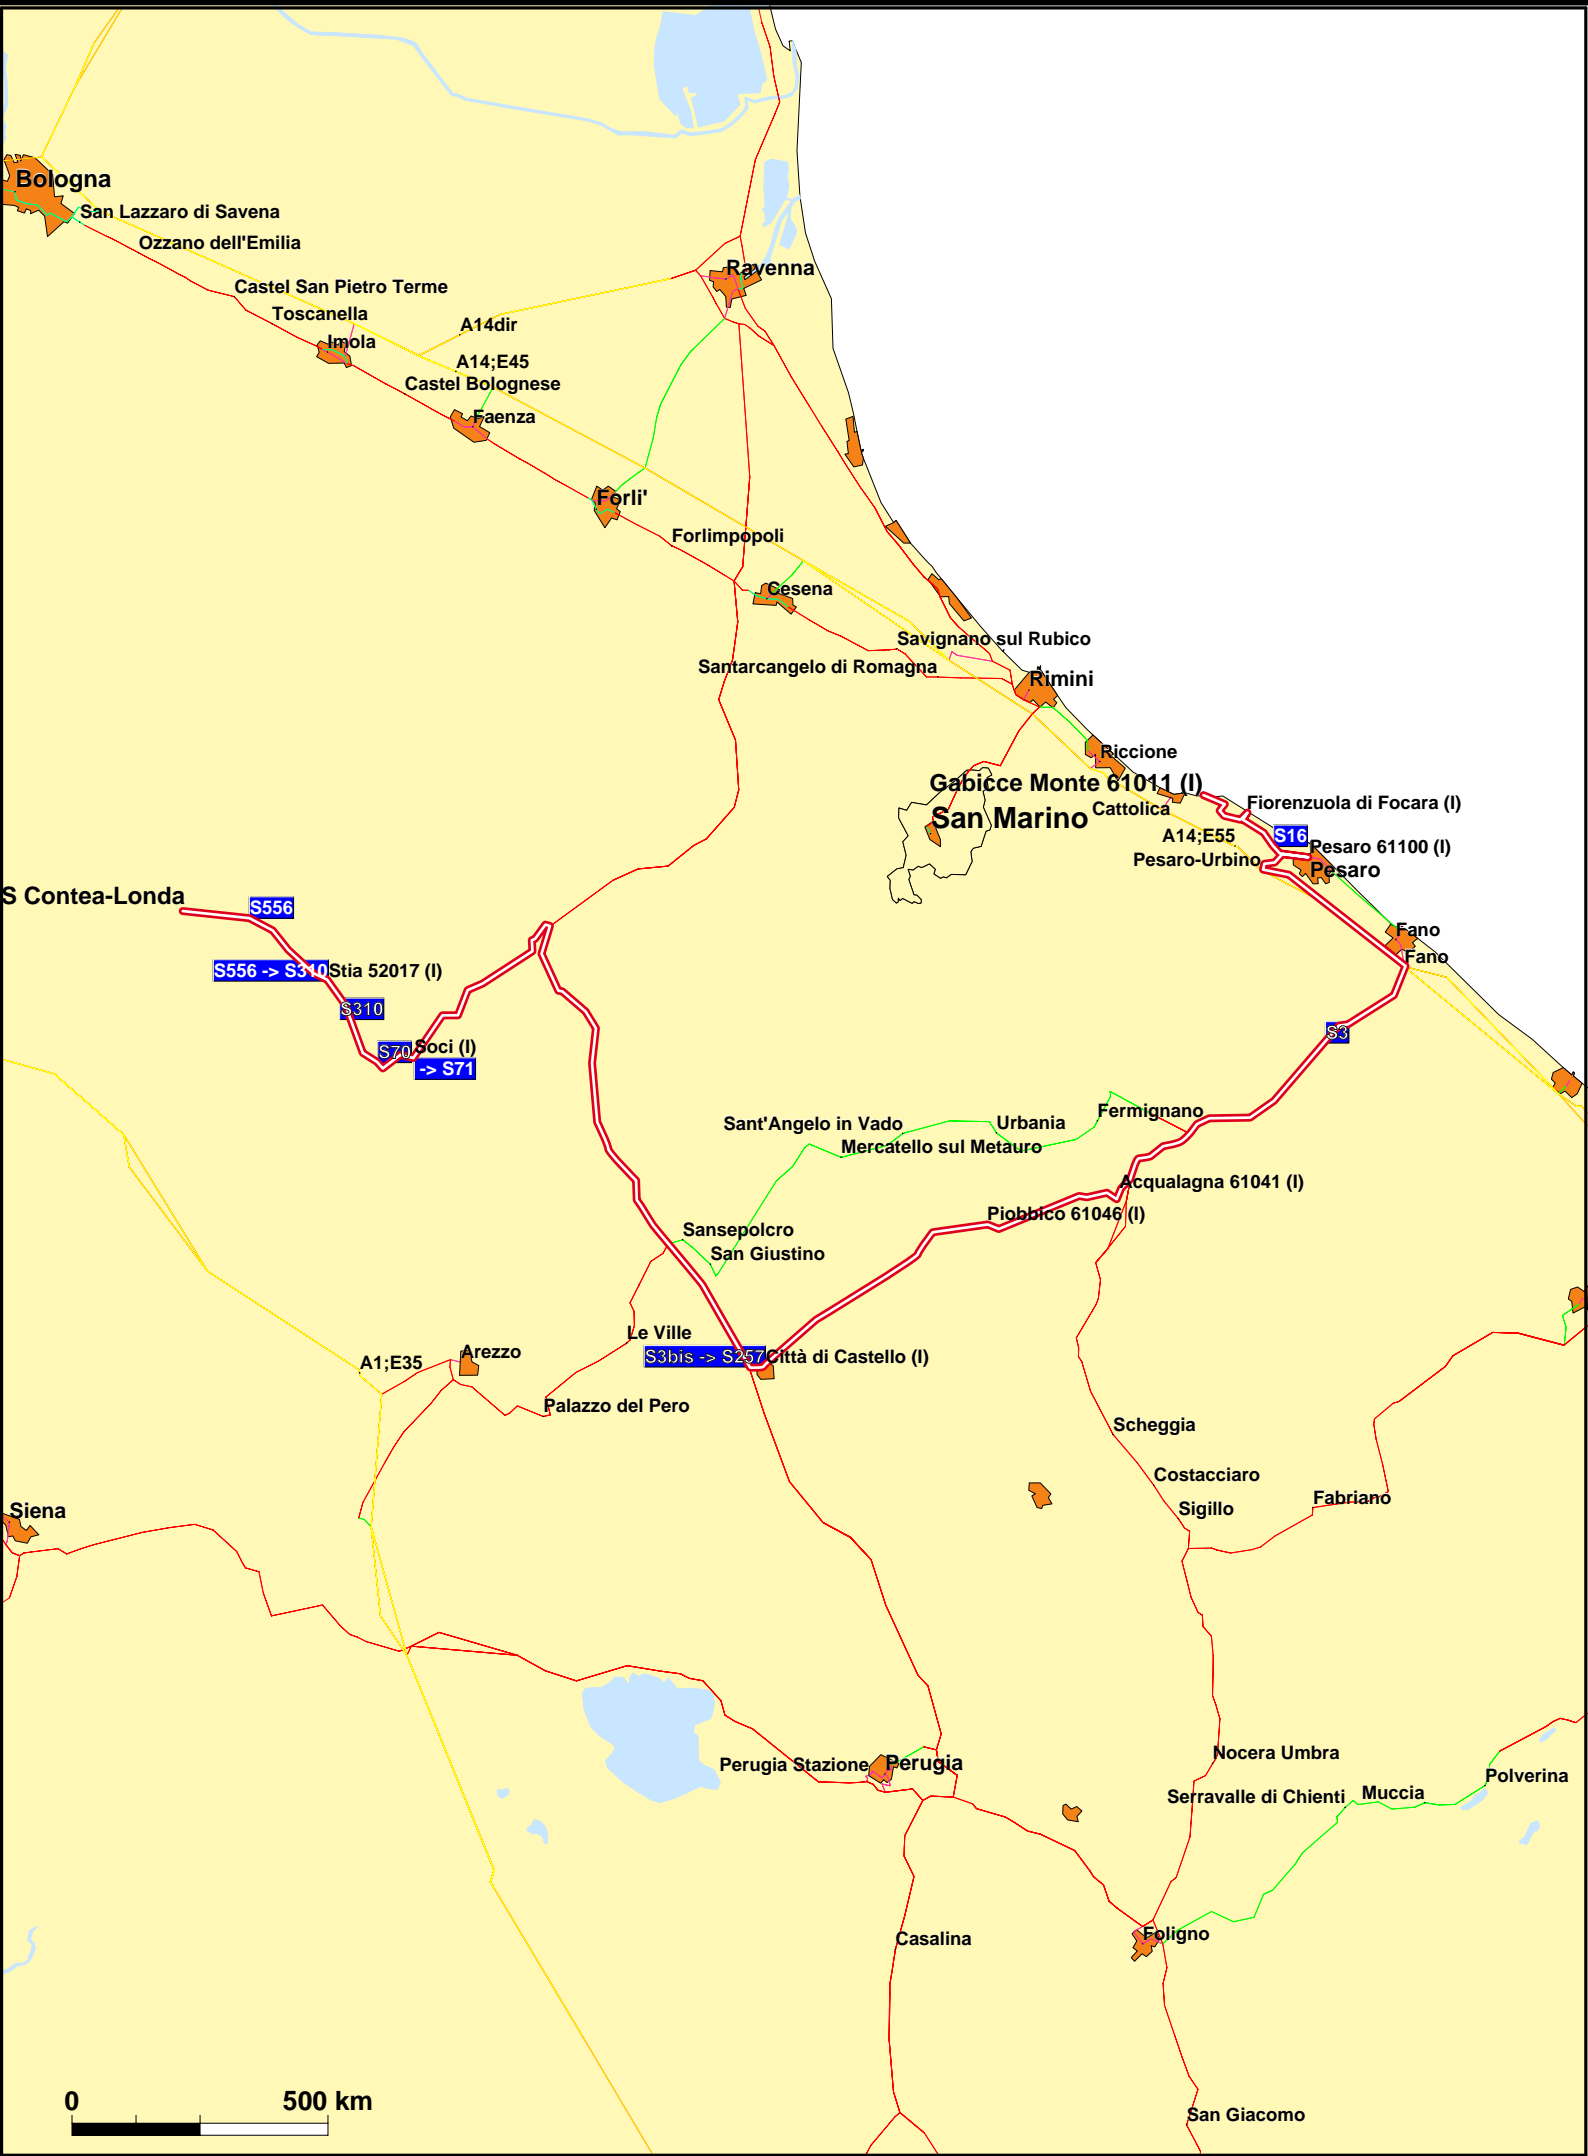 Bologna
San Lazzaro di Savena
Ozzano dell'Emilia
Ravenna
Castel San Pietro Terme
Toscanella
A14dir
Imola
A14;E45
Castel Bolognese
Faenza
Forli'
Forlimpopoli
Cesena
Savignano sul Rubico
Santarcangelo di Romagna
Rimini
Riccione
Gabicce Monte 61011 (I)
Fiorenzuola di Focara (I)
Cattolica
San Marino
A14;E55
S16
Pesaro 61100 (I)
Pesaro-Urbino
Pesaro
S Contea-Londa
S556
Fano
Fano
S556 -> S310
Stia 52017 (I)
S310
S3
S70
Soci (I)
-> S71
Fermignano
Sant'Angelo in Vado
Urbania
Mercatello sul Metauro
Acqualagna 61041 (I)
Piobbico 61046 (I)
Sansepolcro
San Giustino
Le Ville
Arezzo
A1;E35
S3bis -> S257
Città di Castello (I)
Palazzo del Pero
Scheggia
Costacciaro
Sigillo
Fabriano
Siena
Nocera Umbra
Perugia Stazione
Perugia
Polverina
Serravalle di Chienti
Muccia
Foligno
Casalina
0
500 km
San Giacomo